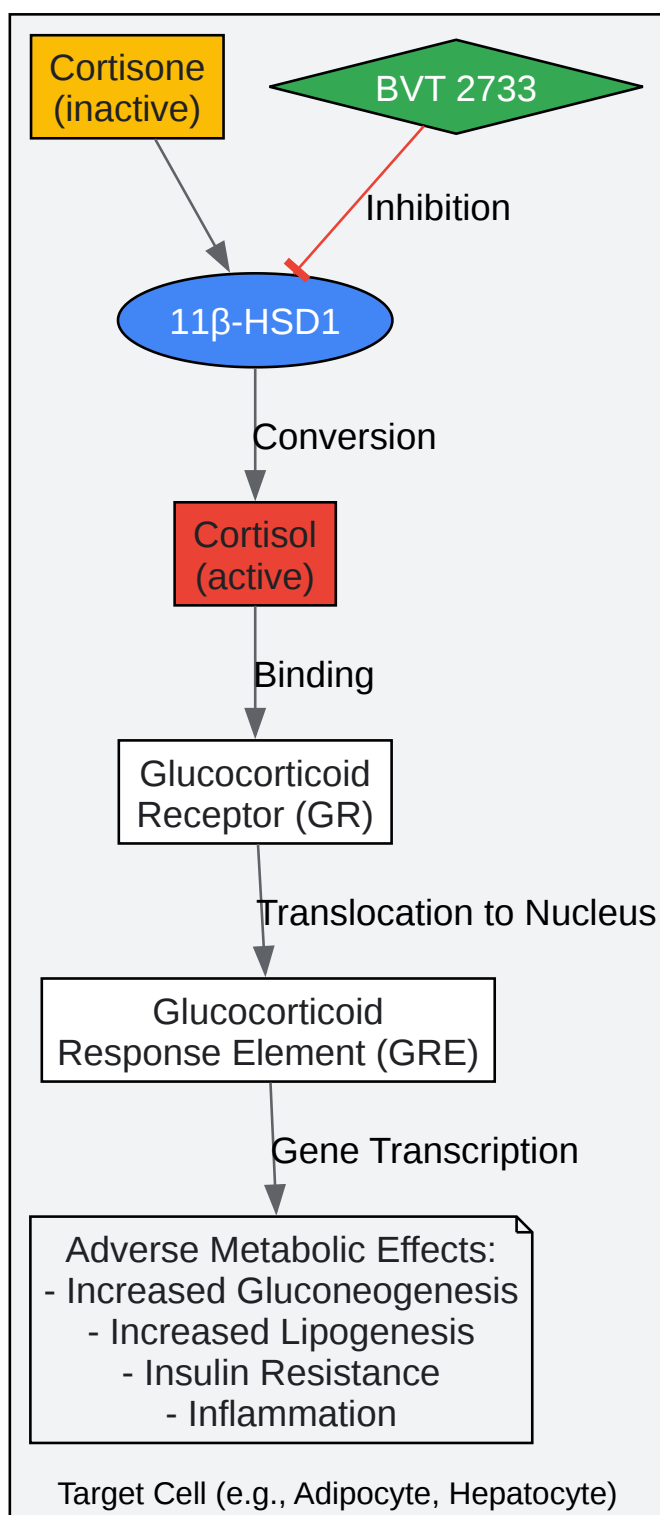 Cortisone
(inactive)
BVT 2733
Inhibition
11β-HSD1
Conversion
Cortisol
(active)
Binding
Glucocorticoid
Receptor (GR)
Translocation to Nucleus
Glucocorticoid
Response Element (GRE)
Gene Transcription
Adverse Metabolic Effects:
- Increased Gluconeogenesis
- Increased Lipogenesis
- Insulin Resistance
- Inflammation
Target Cell (e.g., Adipocyte, Hepatocyte)